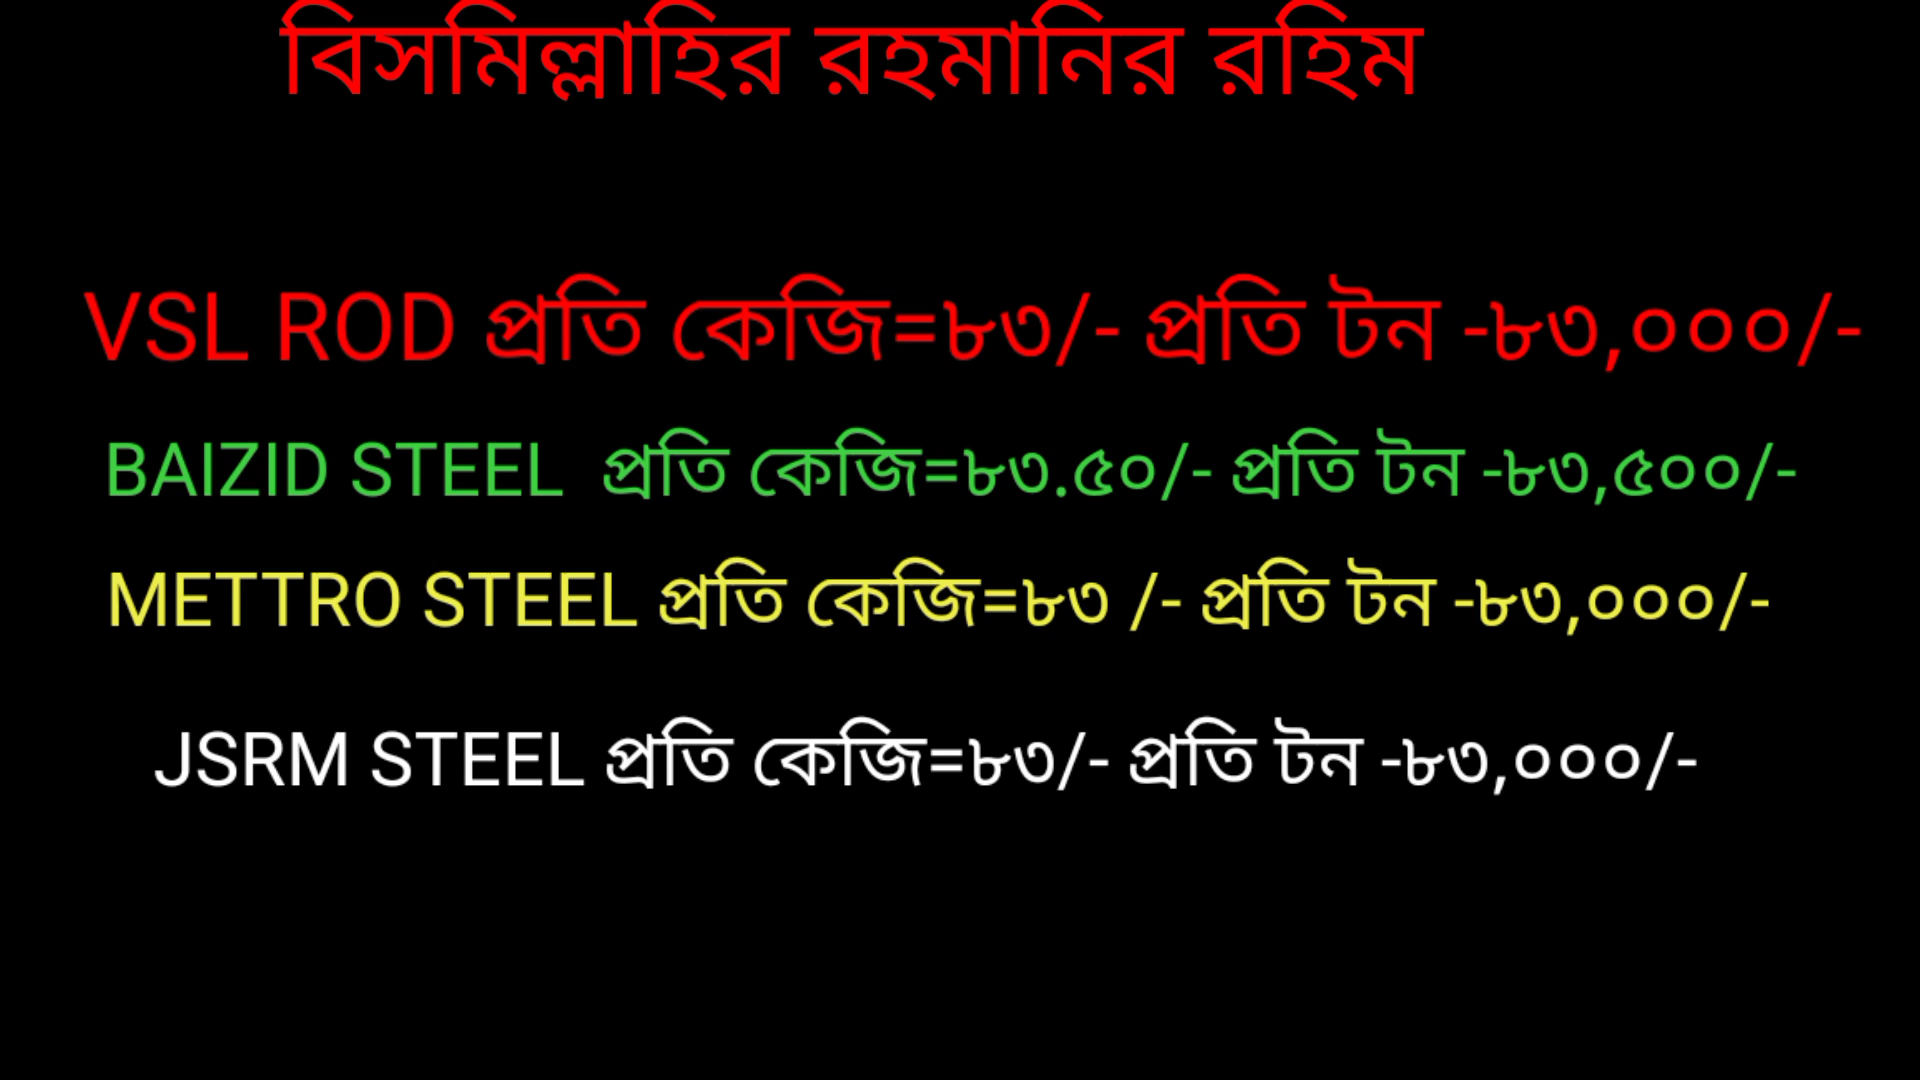 বিসমিল্লাহির রহমানির রহিম
VSL ROD প্রতি কেজি=৮৩/- প্রতি টন -৮৩,০০০/-
BAIZID STEEL প্রতি কেজি=৮৩.৫০/- প্রতি টন -৮৩,৫০০/-
METTRO STEEL প্রতি কেজি=৮৩ /- প্রতি টন -৮৩,০০০/-
JSRM STEEL প্রতি কেজি=৮৩/- প্রতি টন -৮৩,০০০/-